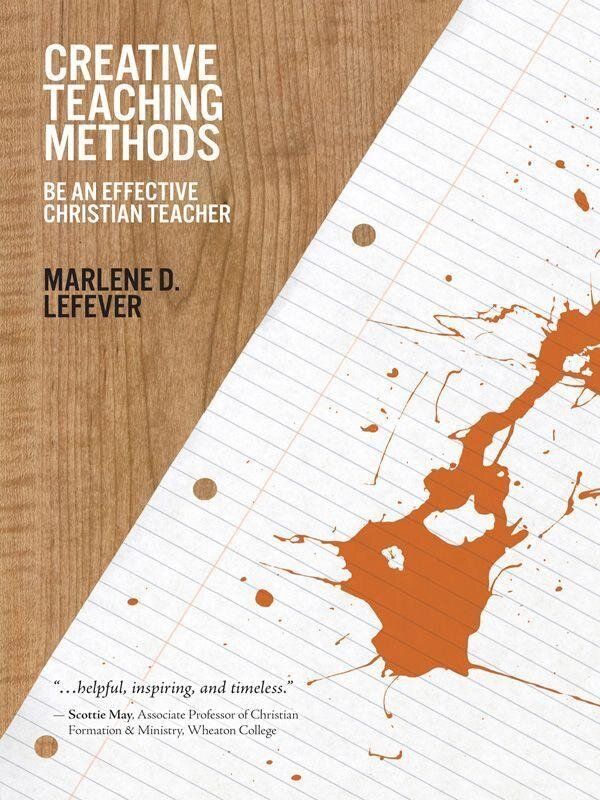 CREATIVE
TEACHING
METHODS
BE AN EFFECTIVE
CHRISTIAN TEACHER
MARLENE D.
LEFEVER
“…helpful, inspiring, and timeless.”
— Scottie May, Associate Professor of Christian
Formation & Ministry, Wheaton College